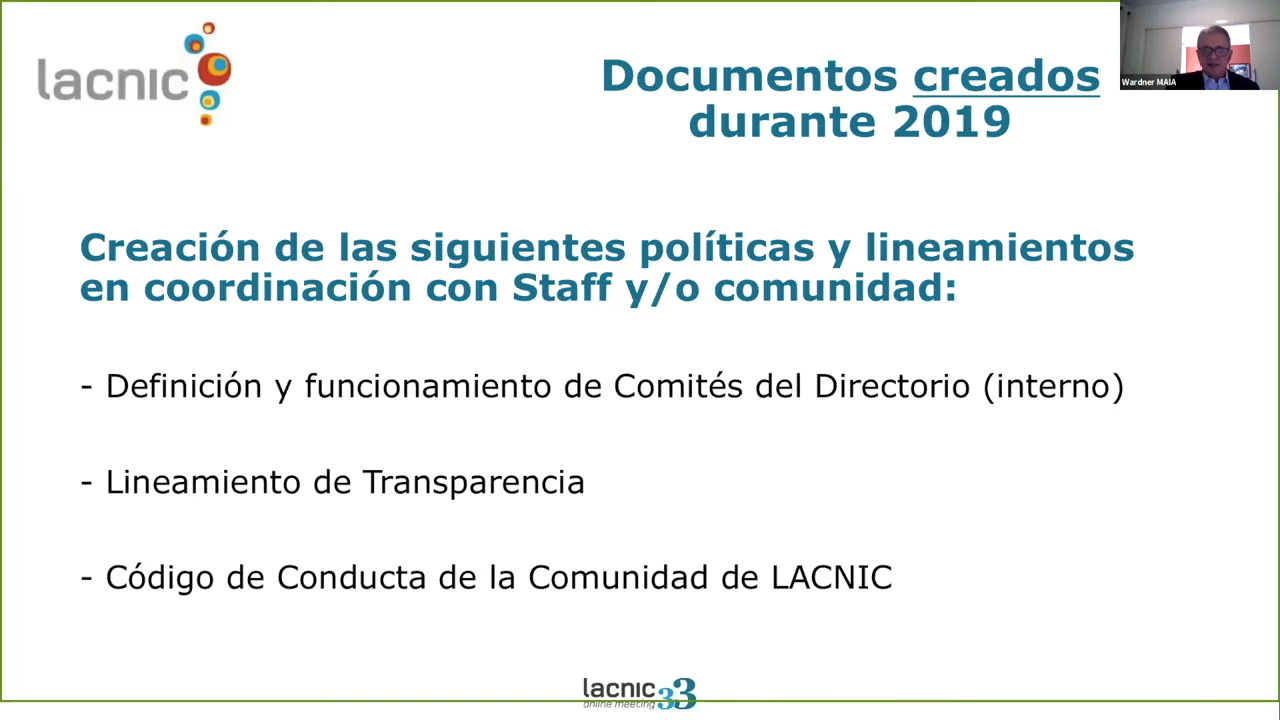 lacnic
Documentos creados
durante 2019
Wardner MAIA
Creación de las siguientes políticas y lineamientos
en coordinación con Staff y/o comunidad:
- Definición y funcionamiento de Comités del Directorio (interno)
- Lineamiento de Transparencia
- Código de Conducta de la Comunidad de LACNIC
lacnic 33
online meeting